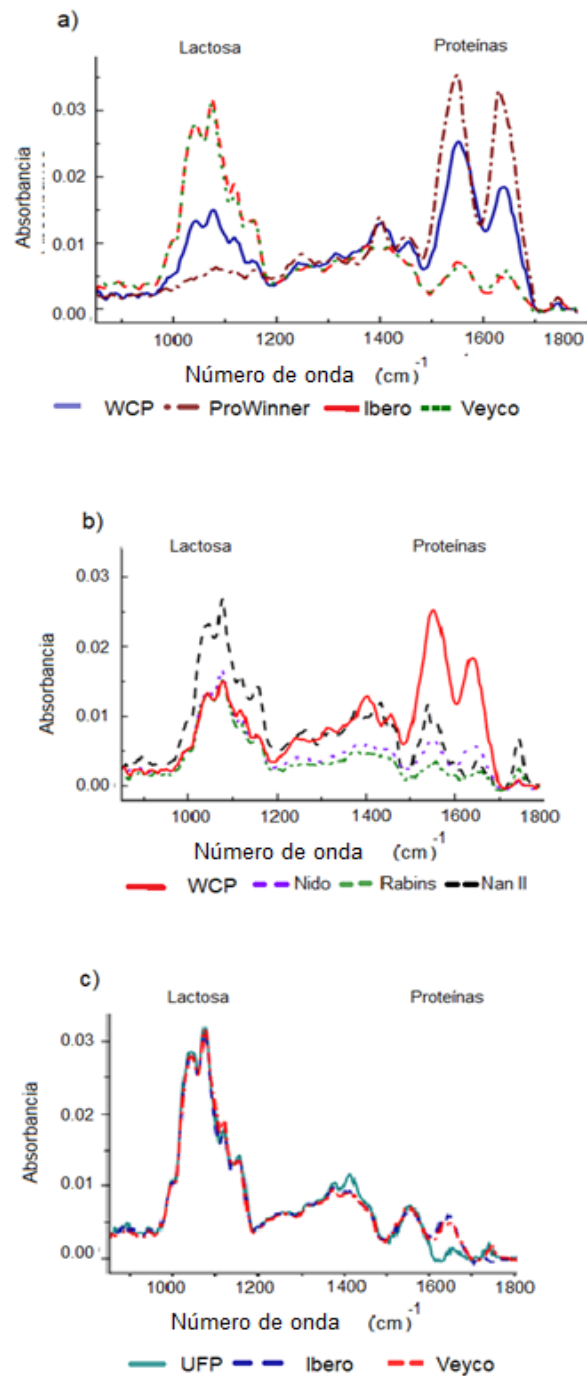 a)
Lactosa Proteínas
0.03
0.02
0.01
0.00
Absorbancia
1000 1200 1400 1600 1800
Número de onda (cm)-1
WCP ProWinner Ibero Veyco
b)
Lactosa Proteínas
0.03
0.02
0.01
0.00
Absorbancia
1000 1200 1400 1600 1800
Número de onda (cm)-1
WCP Nido Rabins Nan II
c)
Lactosa Proteínas
0.03
0.02
0.01
0.00
Absorbancia
1000 1200 1400 1600 1800
Número de onda (cm)-1
UFP Ibero Veyco